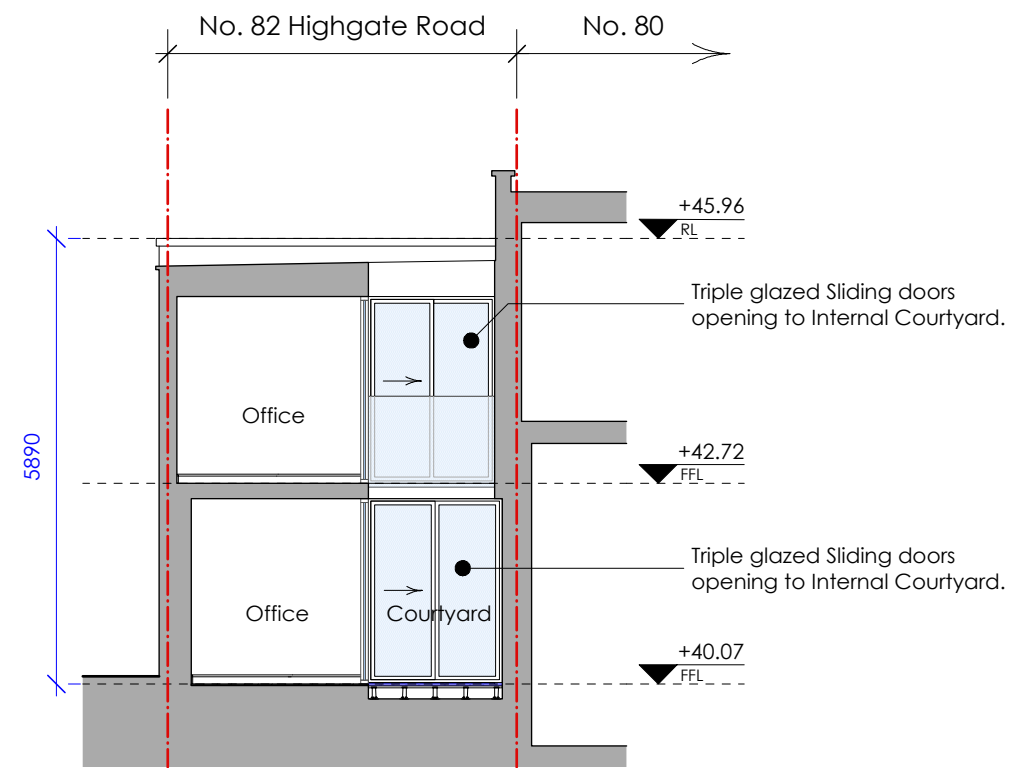 No. 82 Highgate Road
No. 80
+45.96
RL
Triple glazed Sliding doors
opening to Internal Courtyard.
Office
5890
+42.72
FFL
Triple glazed Sliding doors
opening to Internal Courtyard.
Office
Courtyard
+40.07
FFL